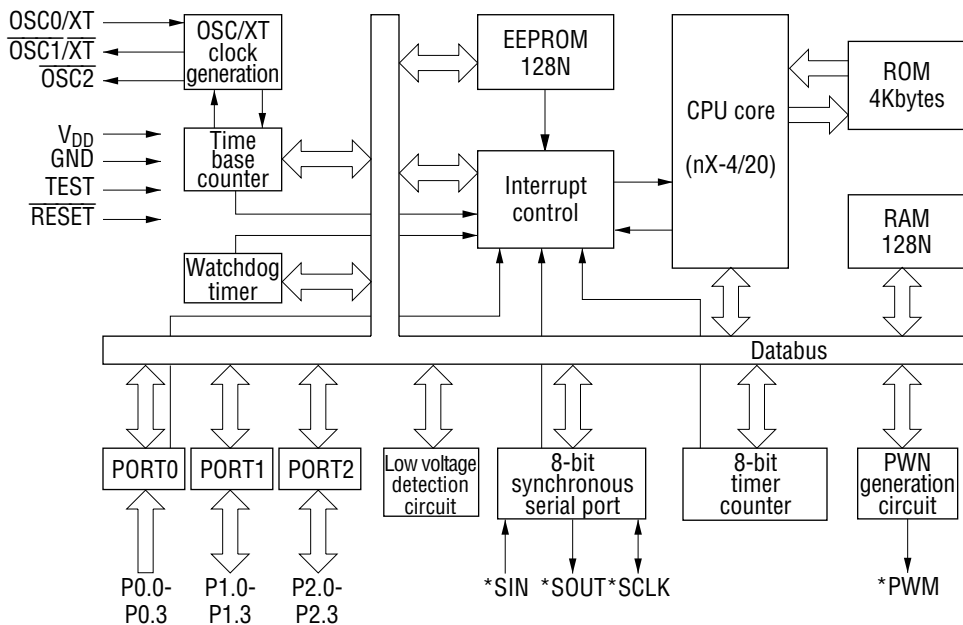 OSC0/XT
OSC1/XT
OSC2
OSC/XT
clock
generation
VDD
GND
TEST
RESET
Time
base
counter
Watchdog
timer
EEPROM
128N
Interrupt
control
CPU core
(nX-4/20)
ROM
4Kbytes
RAM
128N
Databus
PORT0
PORT1
PORT2
Low voltage
detection
circuit
8-bit
synchronous
serial port
8-bit
timer
counter
PWN
generation
circuit
P0.0-
P0.3
P1.0-
P1.3
P2.0-
P2.3
*SIN
*SOUT
*SCLK
*PWM